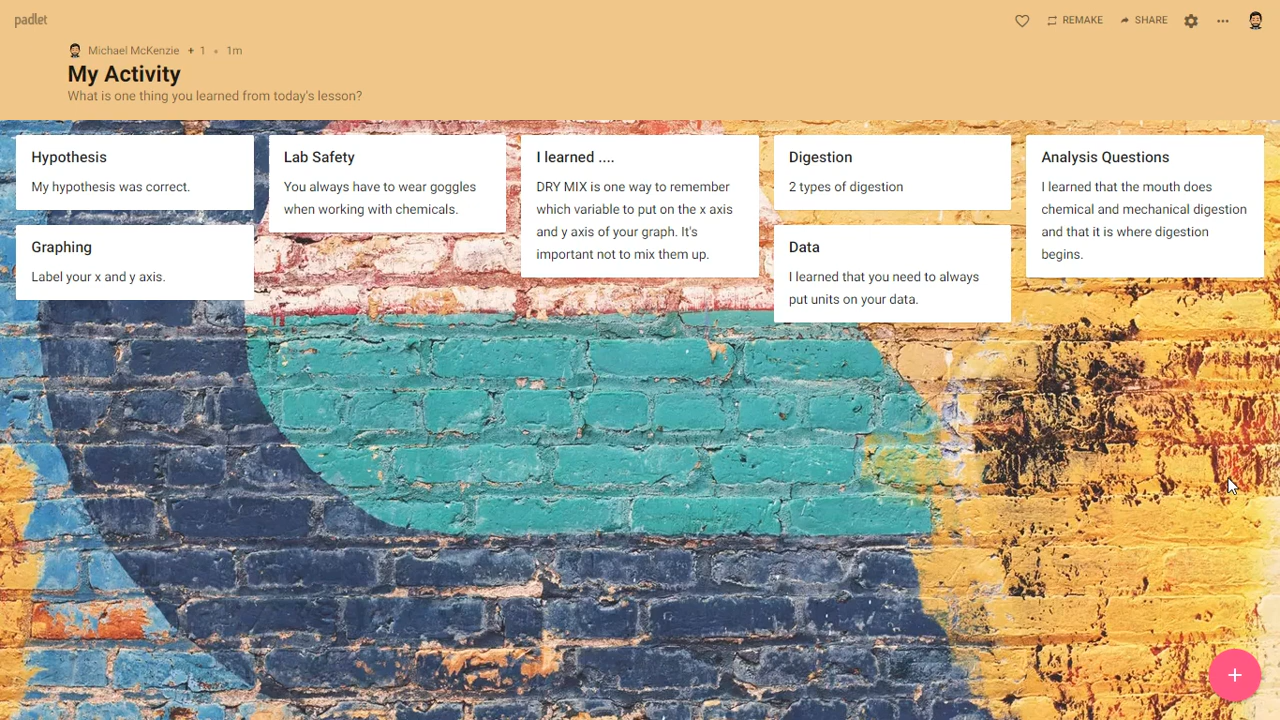 padlet
REMAKE
SHARE
Michael McKenzie + 1 • 1m
My Activity
What is one thing you learned from today's lesson?
Hypothesis
My hypothesis was correct.
Graphing
Label your x and y axis.
Lab Safety
You always have to wear goggles
when working with chemicals.
I learned ....
DRY MIX is one way to remember
which variable to put on the x axis
and y axis of your graph. It's
important not to mix them up.
Digestion
2 types of digestion
Data
I learned that you need to always
put units on your data.
Analysis Questions
I learned that the mouth does
chemical and mechanical digestion
and that it is where digestion
begins.